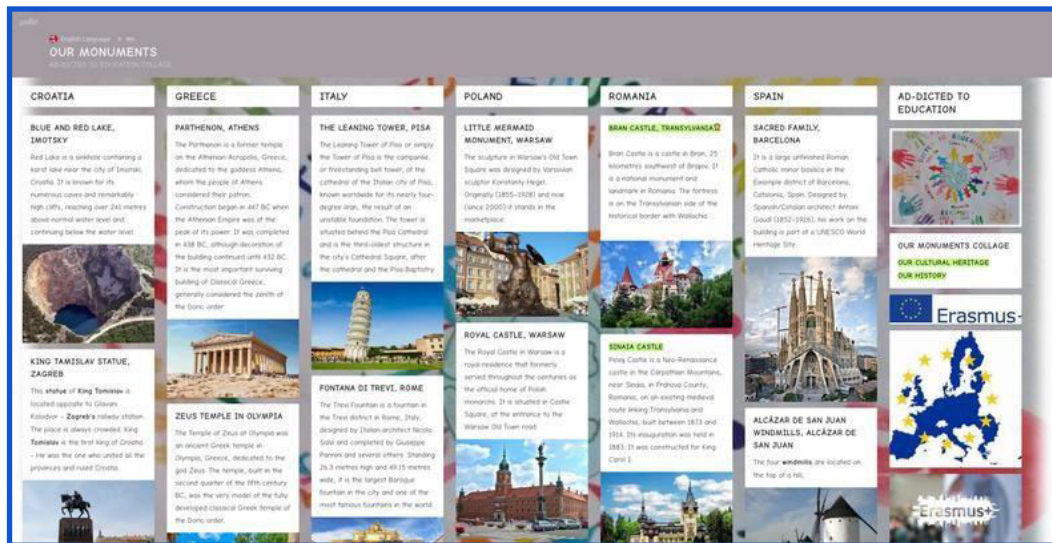 padlet
English Language
OUR MONUMENTS
AD-DICTED TO EDUCATION COLLAGE
CROATIA
BLUE AND RED LAKE,
IMOTSKY
Red Lake is a sinkhole containing a
karst lake near the city of Imotski,
Croatia. It is known for its
numerous caves and remarkably
high cliffs, reaching over 241 metres
above normal water level and
continuing below the water level.
KING TAMISLAV STATUE,
ZAGREB
This statue of King Tomislav is
located opposite to Glavni
Kolodvor - Zagreb's railway station.
The place is always crowded. King
Tomislav is the first king of Croatia
- He was the one who united all the
provinces and ruled Croatia.
GREECE
PARTHENON, ATHENS
The Parthenon is a former temple
on the Athenian Acropolis, Greece,
dedicated to the goddess Athena,
whom the people of Athens
considered their patron.
Construction began in 447 BC when
the Athenian Empire was at the
peak of its power. It was completed
in 438 BC, although decoration of
the building continued until 432 BC.
It is the most important surviving
building of Classical Greece,
generally considered the zenith of
the Doric order.
ZEUS TEMPLE IN OLYMPIA
The Temple of Zeus at Olympia was
an ancient Greek temple in
Olympia, Greece, dedicated to the
god Zeus. The temple, built in the
second quarter of the fifth century
BC, was the very model of the fully
developed classical Greek temple of
the Doric order.
ITALY
THE LEANING TOWER, PISA
The Leaning Tower of Pisa or simply
the Tower of Pisa is the campanile,
or freestanding bell tower, of the
cathedral of the Italian city of Pisa,
known worldwide for its nearly four-
degree lean, the result of an
unstable foundation. The tower is
situated behind the Pisa Cathedral
and is the third-oldest structure in
the city's Cathedral Square, after
the cathedral and the Pisa Baptistry.
FONTANA DI TREVI, ROME
The Trevi Fountain is a fountain in
the Trevi district in Rome, Italy,
designed by Italian architect Nicola
Salvi and completed by Giuseppe
Pannini and several others. Standing
26.3 metres high and 49.15 metres
wide, it is the largest Baroque
fountain in the city and one of the
most famous fountains in the world.
POLAND
LITTLE MERMAID
MONUMENT, WARSAW
The sculpture in Warsaw's Old Town
Square was designed by Varsovian
sculptor Konstanty Hegel.
Originally (1855-1928) and now
(since 2000) it stands in the
marketplace.
ROYAL CASTLE, WARSAW
The Royal Castle in Warsaw is a
royal residence that formerly
served throughout the centuries as
the official home of Polish
monarchs. It is situated in Castle
Square, at the entrance to the
Warsaw Old Town road.
ROMANIA
BRAN CASTLE, TRANSYLVANIA
Bran Castle is a castle in Bran, 25
kilometres southwest of Brașov. It
is a national monument and
landmark in Romania. The fortress
is on the Transylvanian side of the
historical border with Wallachia.
SINAIA CASTLE
Peleș Castle is a Neo-Renaissance
castle in the Carpathian Mountains,
near Sinaia, in Prahova County,
Romania, on an existing medieval
route linking Transylvania and
Wallachia, built between 1873 and
1914. Its inauguration was held in
1883. It was constructed for King
Carol I.
SPAIN
SACRED FAMILY,
BARCELONA
It is a large unfinished Roman
Catholic minor basilica in the
Eixample district of Barcelona,
Catalonia, Spain. Designed by
Spanish/Catalan architect Antoni
Gaudí (1852-1926), his work on the
building is part of a UNESCO World
Heritage Site.
ALCÁZAR DE SAN JUAN
WINDMILLS, ALCÁZAR DE
SAN JUAN
The four windmills are located on
the top of a hill,
AD-DICTED TO
EDUCATION
OUR MONUMENTS COLLAGE
OUR CULTURAL HERITAGE
OUR HISTORY
Erasmus+
Erasmus+